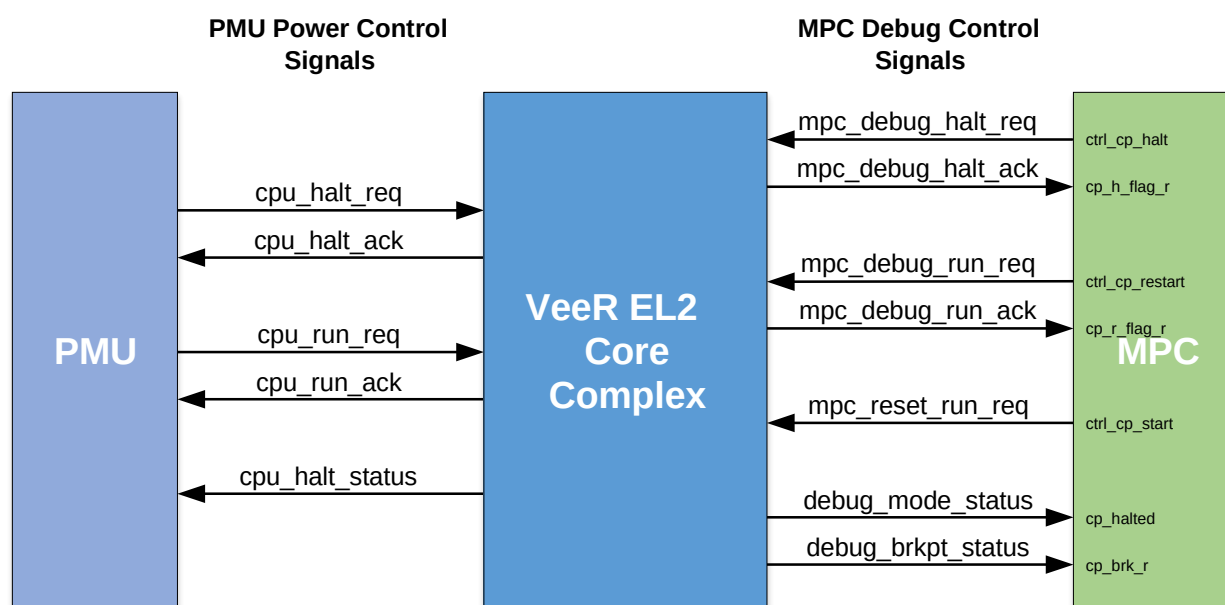 PMU Power Control
Signals
MPC Debug Control
Signals
PMU
cpu_halt_req
cpu_halt_ack
cpu_run_req
cpu_run_ack
cpu_halt_status
VeeR EL2
Core
Complex
mpc_debug_halt_req
mpc_debug_halt_ack
mpc_debug_run_req
mpc_debug_run_ack
mpc_reset_run_req
debug_mode_status
debug_brkpt_status
ctrl_cp_halt
cp_h_flag_r
ctrl_cp_restart
cp_r_flag_r
MPC
ctrl_cp_start
cp_halted
cp_brk_r